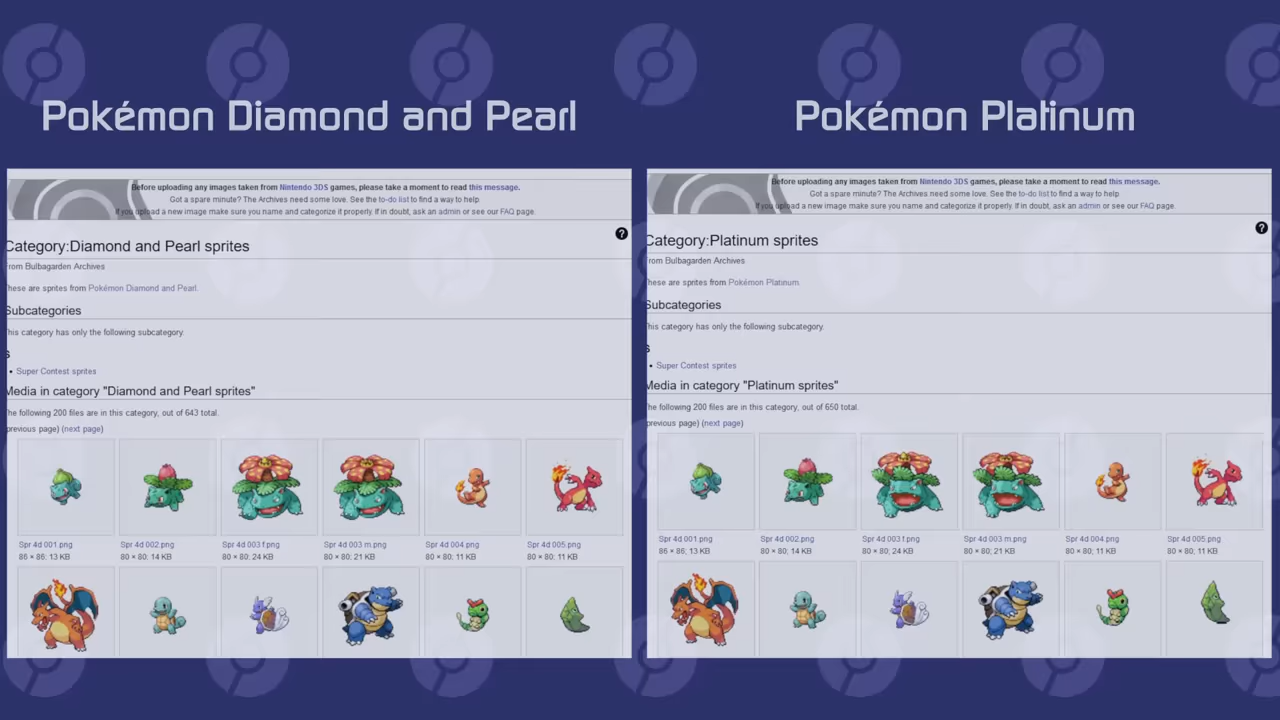 Pokémon Diamond and Pearl
Before uploading any images taken from Nintendo 3DS games, please take a moment to read this message.
Got a spare minute? The Archives need some love. See the to-do list to find a way to help
If you upload a new image make sure you name and categorize it properly. If in doubt, ask an admin or see our FAQ page.
Category:Diamond and Pearl sprites
?
rom Bulbagarden Archives
hese are sprites from Pokémon Diamond and Pearl.
Subcategories
his category has only the following subcategory.
S
• Super Contest sprites
Media in category "Diamond and Pearl sprites"
he following 200 files are in this category, out of 643 total.
previous page) (next page)
Spr 4d 001.png
86 × 86; 13 KB
Spr 4d 002.png
80 × 80; 14 KB
Spr 4d 003 f.png
80 × 80; 24 KB
Spr 4d 003 m.png
80 × 80; 21 KB
Spr 4d 004.png
80 × 80; 11 KB
Spr 4d 005.png
80 × 80; 11 KB
Pokémon Platinum
Before uploading any images taken from Nintendo 3DS games, please take a moment to read this message.
Got a spare minute? The Archives need some love. See the to-do list to find a way to help
If you upload a new image make sure you name and categorize it properly. If in doubt, ask an admin or see our FAQ page.
Category:Platinum sprites
?
rom Bulbagarden Archives
hese are sprites from Pokémon Platinum.
Subcategories
his category has only the following subcategory.
S
• Super Contest sprites
Media in category "Platinum sprites"
he following 200 files are in this category, out of 650 total.
previous page) (next page)
Spr 4d 001.png
86 × 86; 13 KB
Spr 4d 002.png
80 × 80; 14 KB
Spr 4d 003 f.png
80 × 80; 24 KB
Spr 4d 003 m.png
80 × 80; 21 KB
Spr 4d 004.png
80 × 80; 11 KB
Spr 4d 005.png
80 × 80; 11 KB